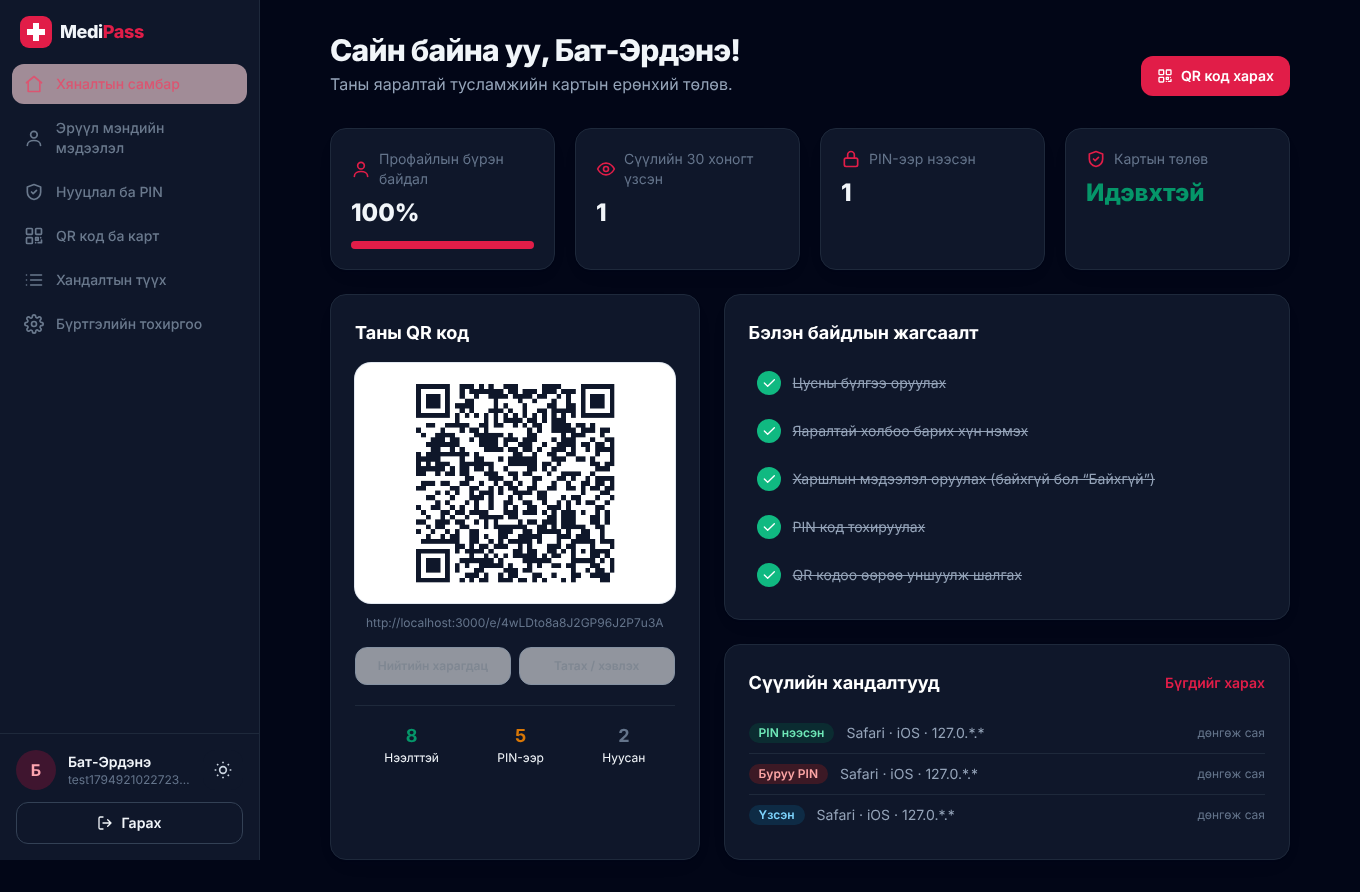 MediPass
Хяналтын самбар
Эрүүл мэндийн
мэдээлэл
Нууцлал ба PIN
QR код ба карт
Хандалтын түүх
Бүртгэлийн тохиргоо
Б
Бат-Эрдэнэ
test1794921022723...
Гарах
Сайн байна уу, Бат-Эрдэнэ!
Таны яаралтай тусламжийн картын ерөнхий төлөв.
QR код харах
Профайлын бүрэн
байдал
100%
Сүүлийн 30 хоногт
үзсэн
1
PIN-ээр нээсэн
1
Картын төлөв
Идэвхтэй
Таны QR код
http://localhost:3000/e/4wLDto8a8J2GP96J2P7u3A
Нийтийн харагдац
Татах / хэвлэх
8
Нээлттэй
5
PIN-ээр
2
Нуусан
Бэлэн байдлын жагсаалт
Цусны бүлгээ оруулах
Яаралтай холбоо барих хүн нэмэх
Харшлын мэдээлэл оруулах (байхгүй бол “Байхгүй”)
PIN код тохируулах
QR кодоо өөрөө уншуулж шалгах
Сүүлийн хандалтууд
Бүгдийг харах
PIN нээсэн Safari · iOS · 127.0.*.* дөнгөж сая
Буруу PIN Safari · iOS · 127.0.*.* дөнгөж сая
Үзсэн Safari · iOS · 127.0.*.* дөнгөж сая